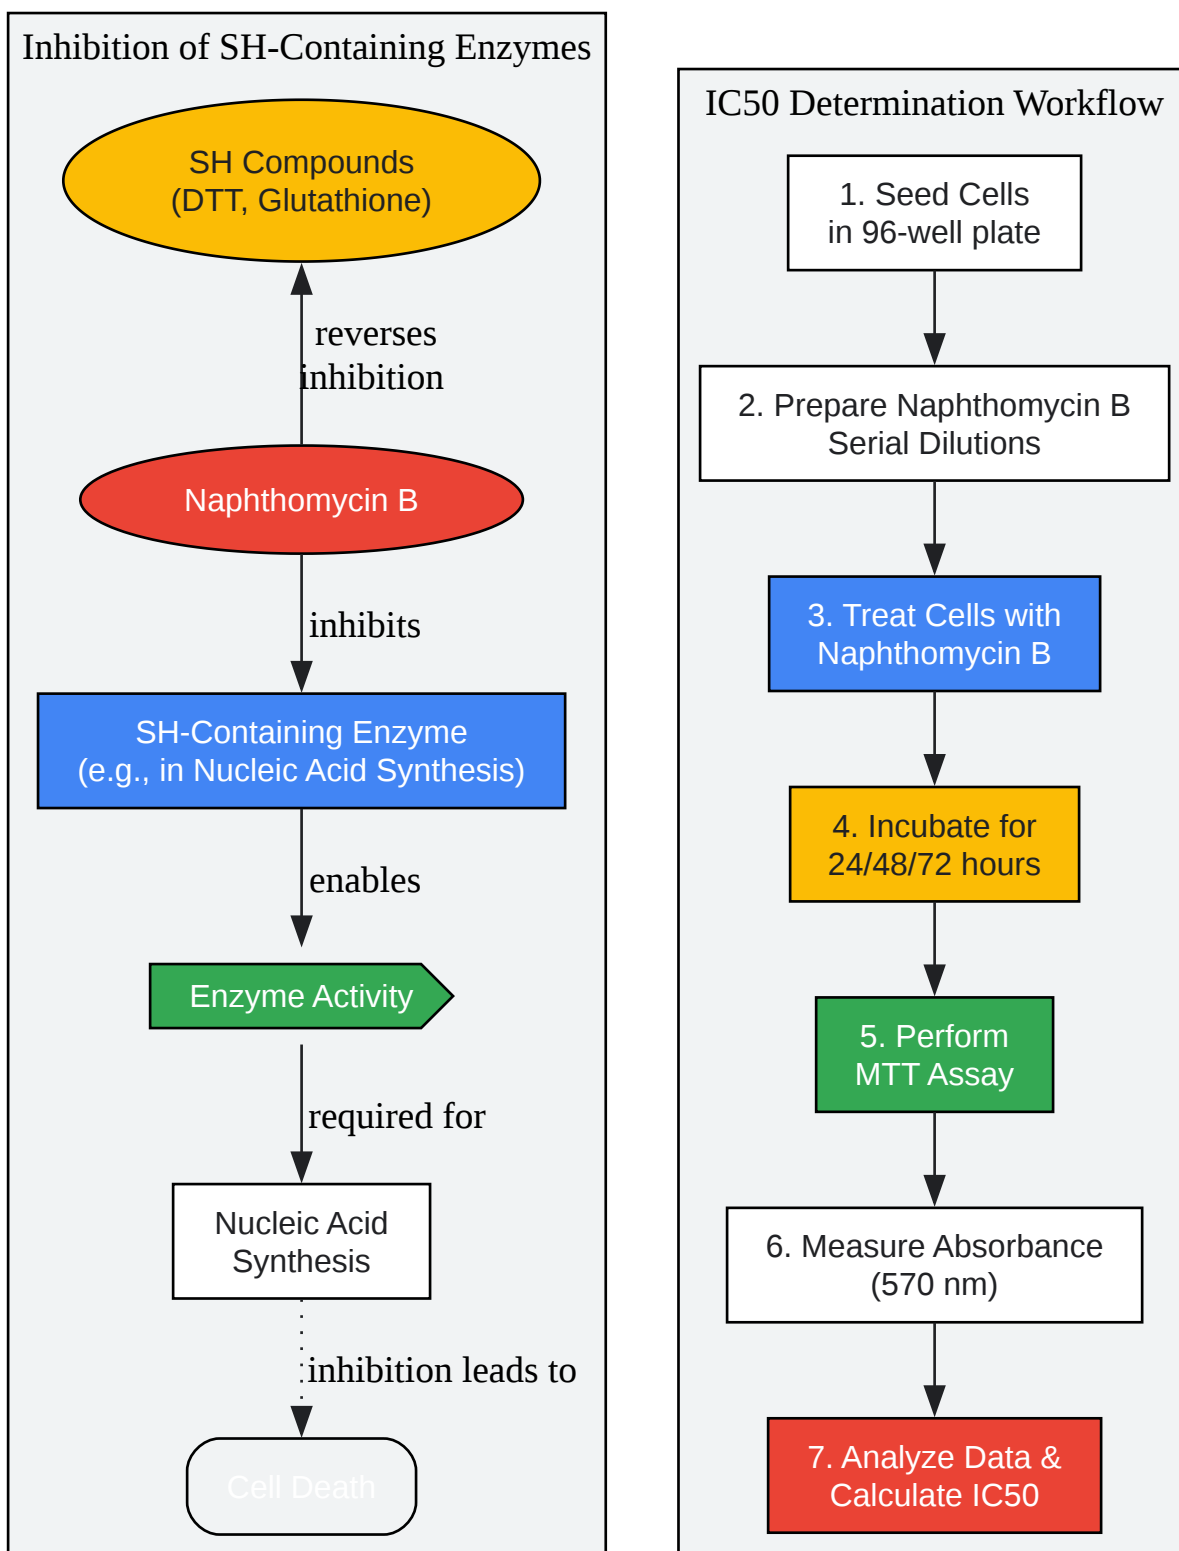 Inhibition of SH-Containing Enzymes
SH Compounds
(DTT, Glutathione)
reverses
inhibition
Naphthomycin B
inhibits
SH-Containing Enzyme
(e.g., in Nucleic Acid Synthesis)
enables
Enzyme Activity
required for
Nucleic Acid
Synthesis
inhibition leads to
Cell Death
IC50 Determination Workflow
1. Seed Cells
in 96-well plate
2. Prepare Naphthomycin B
Serial Dilutions
3. Treat Cells with
Naphthomycin B
4. Incubate for
24/48/72 hours
5. Perform
MTT Assay
6. Measure Absorbance
(570 nm)
7. Analyze Data &
Calculate IC50